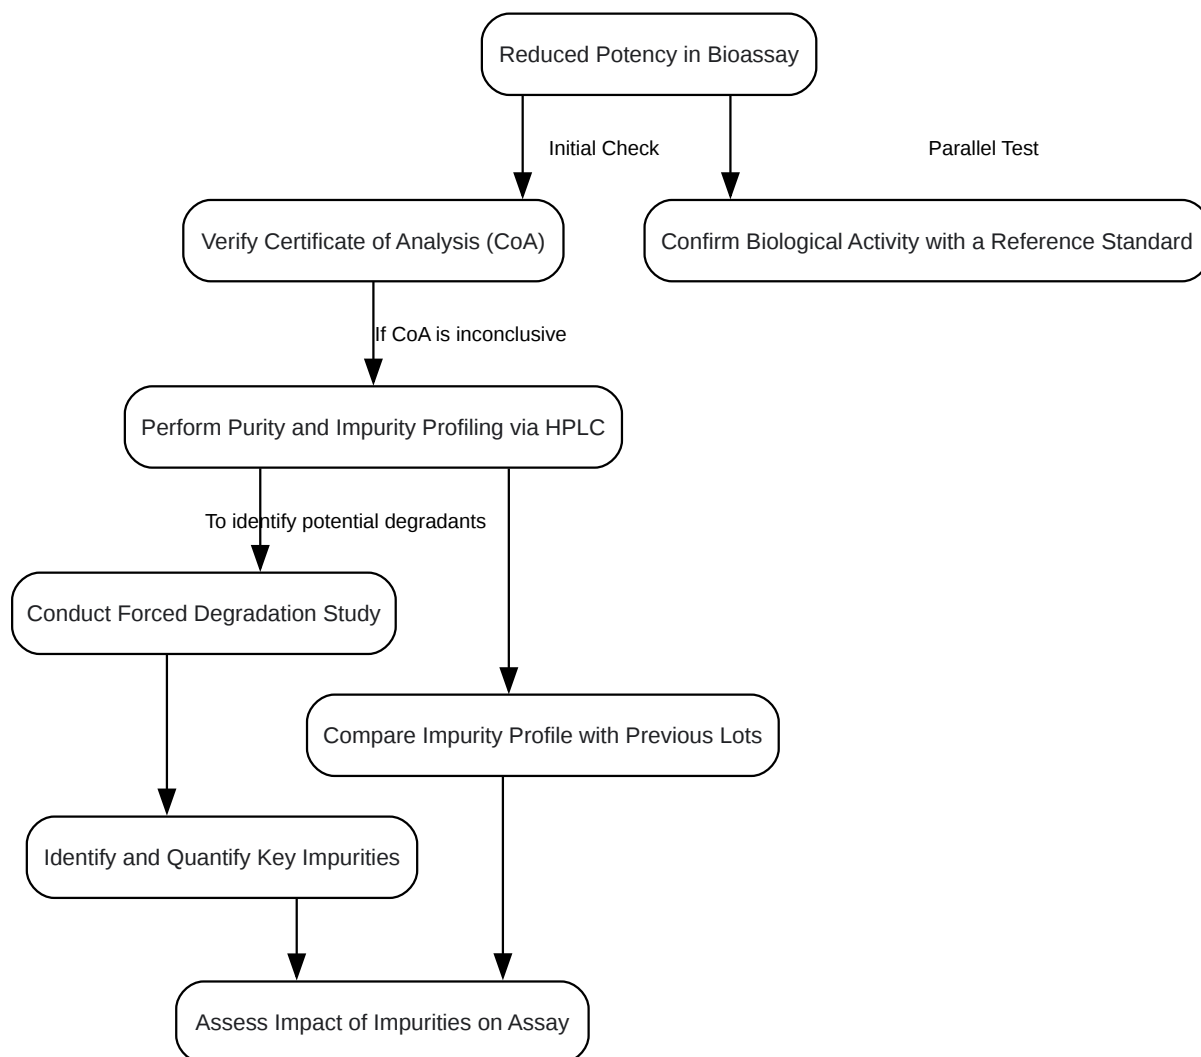 Reduced Potency in Bioassay
Initial Check
Parallel Test
Verify Certificate of Analysis (CoA)
Confirm Biological Activity with a Reference Standard
If CoA is inconclusive
Perform Purity and Impurity Profiling via HPLC
To identify potential degradants
Conduct Forced Degradation Study
Compare Impurity Profile with Previous Lots
Identify and Quantify Key Impurities
Assess Impact of Impurities on Assay